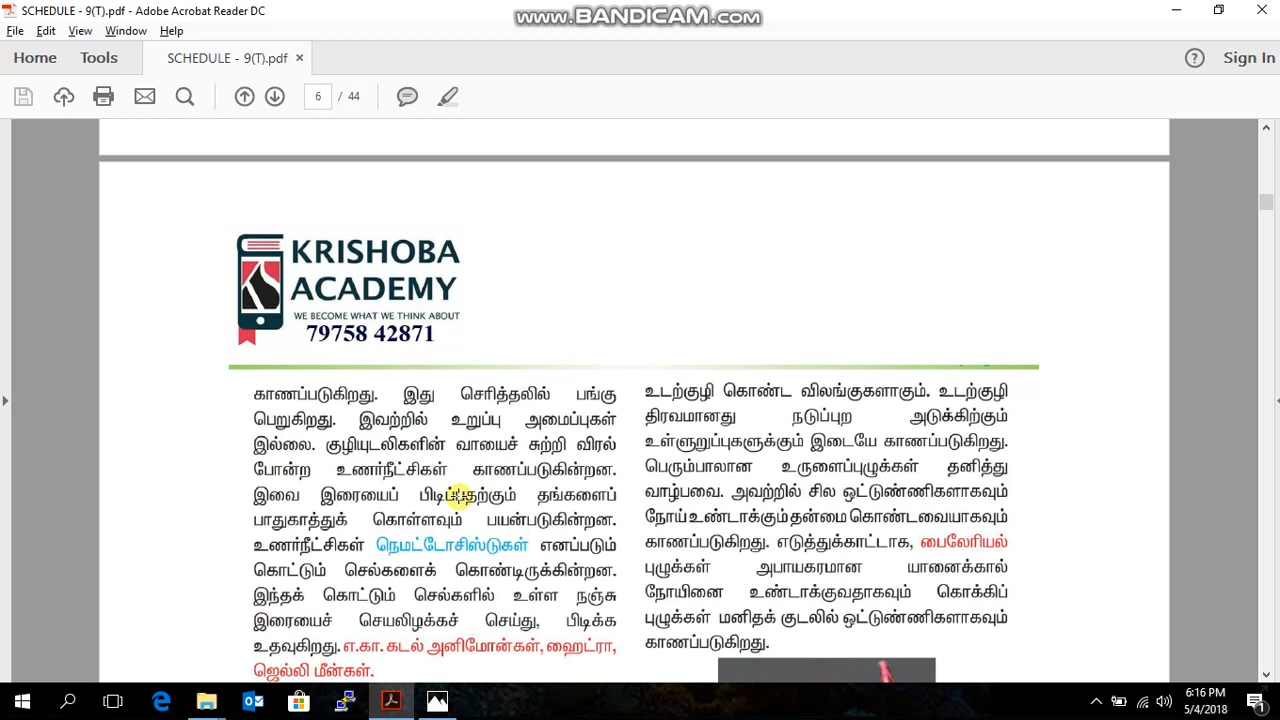 SCHEDULE - 9(T).pdf - Adobe Acrobat Reader DC
www.BANDICAM.com
File Edit View Window Help
Home Tools SCHEDULE - 9(T).pdf × ? Sign In
6 / 44
KRISHOBA
ACADEMY
WE BECOME WHAT WE THINK ABOUT
79758 42871
காணப்படுகிறது. இது செரித்தலில் பங்கு
பெறுகிறது. இவற்றில் உறுப்பு அமைப்புகள்
இல்லை. குழியுடலிகளின் வாயைச் சுற்றி விரல்
போன்ற உணர்நீட்சிகள் காணப்படுகின்றன.
இவை இரையைப் பிடிப்பதற்கும் தங்களைப்
பாதுகாத்துக் கொள்ளவும் பயன்படுகின்றன.
உணர்நீட்சிகள் நெமட்டோசிஸ்டுகள் எனப்படும்
கொட்டும் செல்களைக் கொண்டிருக்கின்றன.
இந்தக் கொட்டும் செல்களில் உள்ள நஞ்சு
இரையைச் செயலிழக்கச் செய்து, பிடிக்க
உதவுகிறது. எ.கா. கடல் அனிமோன்கள், ஹைட்ரா,
ஜெல்லி மீன்கள்.
உடற்குழி கொண்ட விலங்குகளாகும். உடற்குழி
திரவமானது நடுப்புற அடுக்கிற்கும்
உள்ளுறுப்புகளுக்கும் இடையே காணப்படுகிறது.
பெரும்பாலான உருளைப்புழுக்கள் தனித்து
வாழ்பவை. அவற்றில் சில ஒட்டுண்ணிகளாகவும்
நோய் உண்டாக்கும் தன்மை கொண்டவையாகவும்
காணப்படுகிறது. எடுத்துக்காட்டாக, பைலேரியல்
புழுக்கள் அபாயகரமான யானைக்கால்
நோயினை உண்டாக்குவதாகவும் கொக்கிப்
புழுக்கள் மனிதக் குடலில் ஒட்டுண்ணிகளாகவும்
காணப்படுகிறது.
6:16 PM
5/4/2018
1